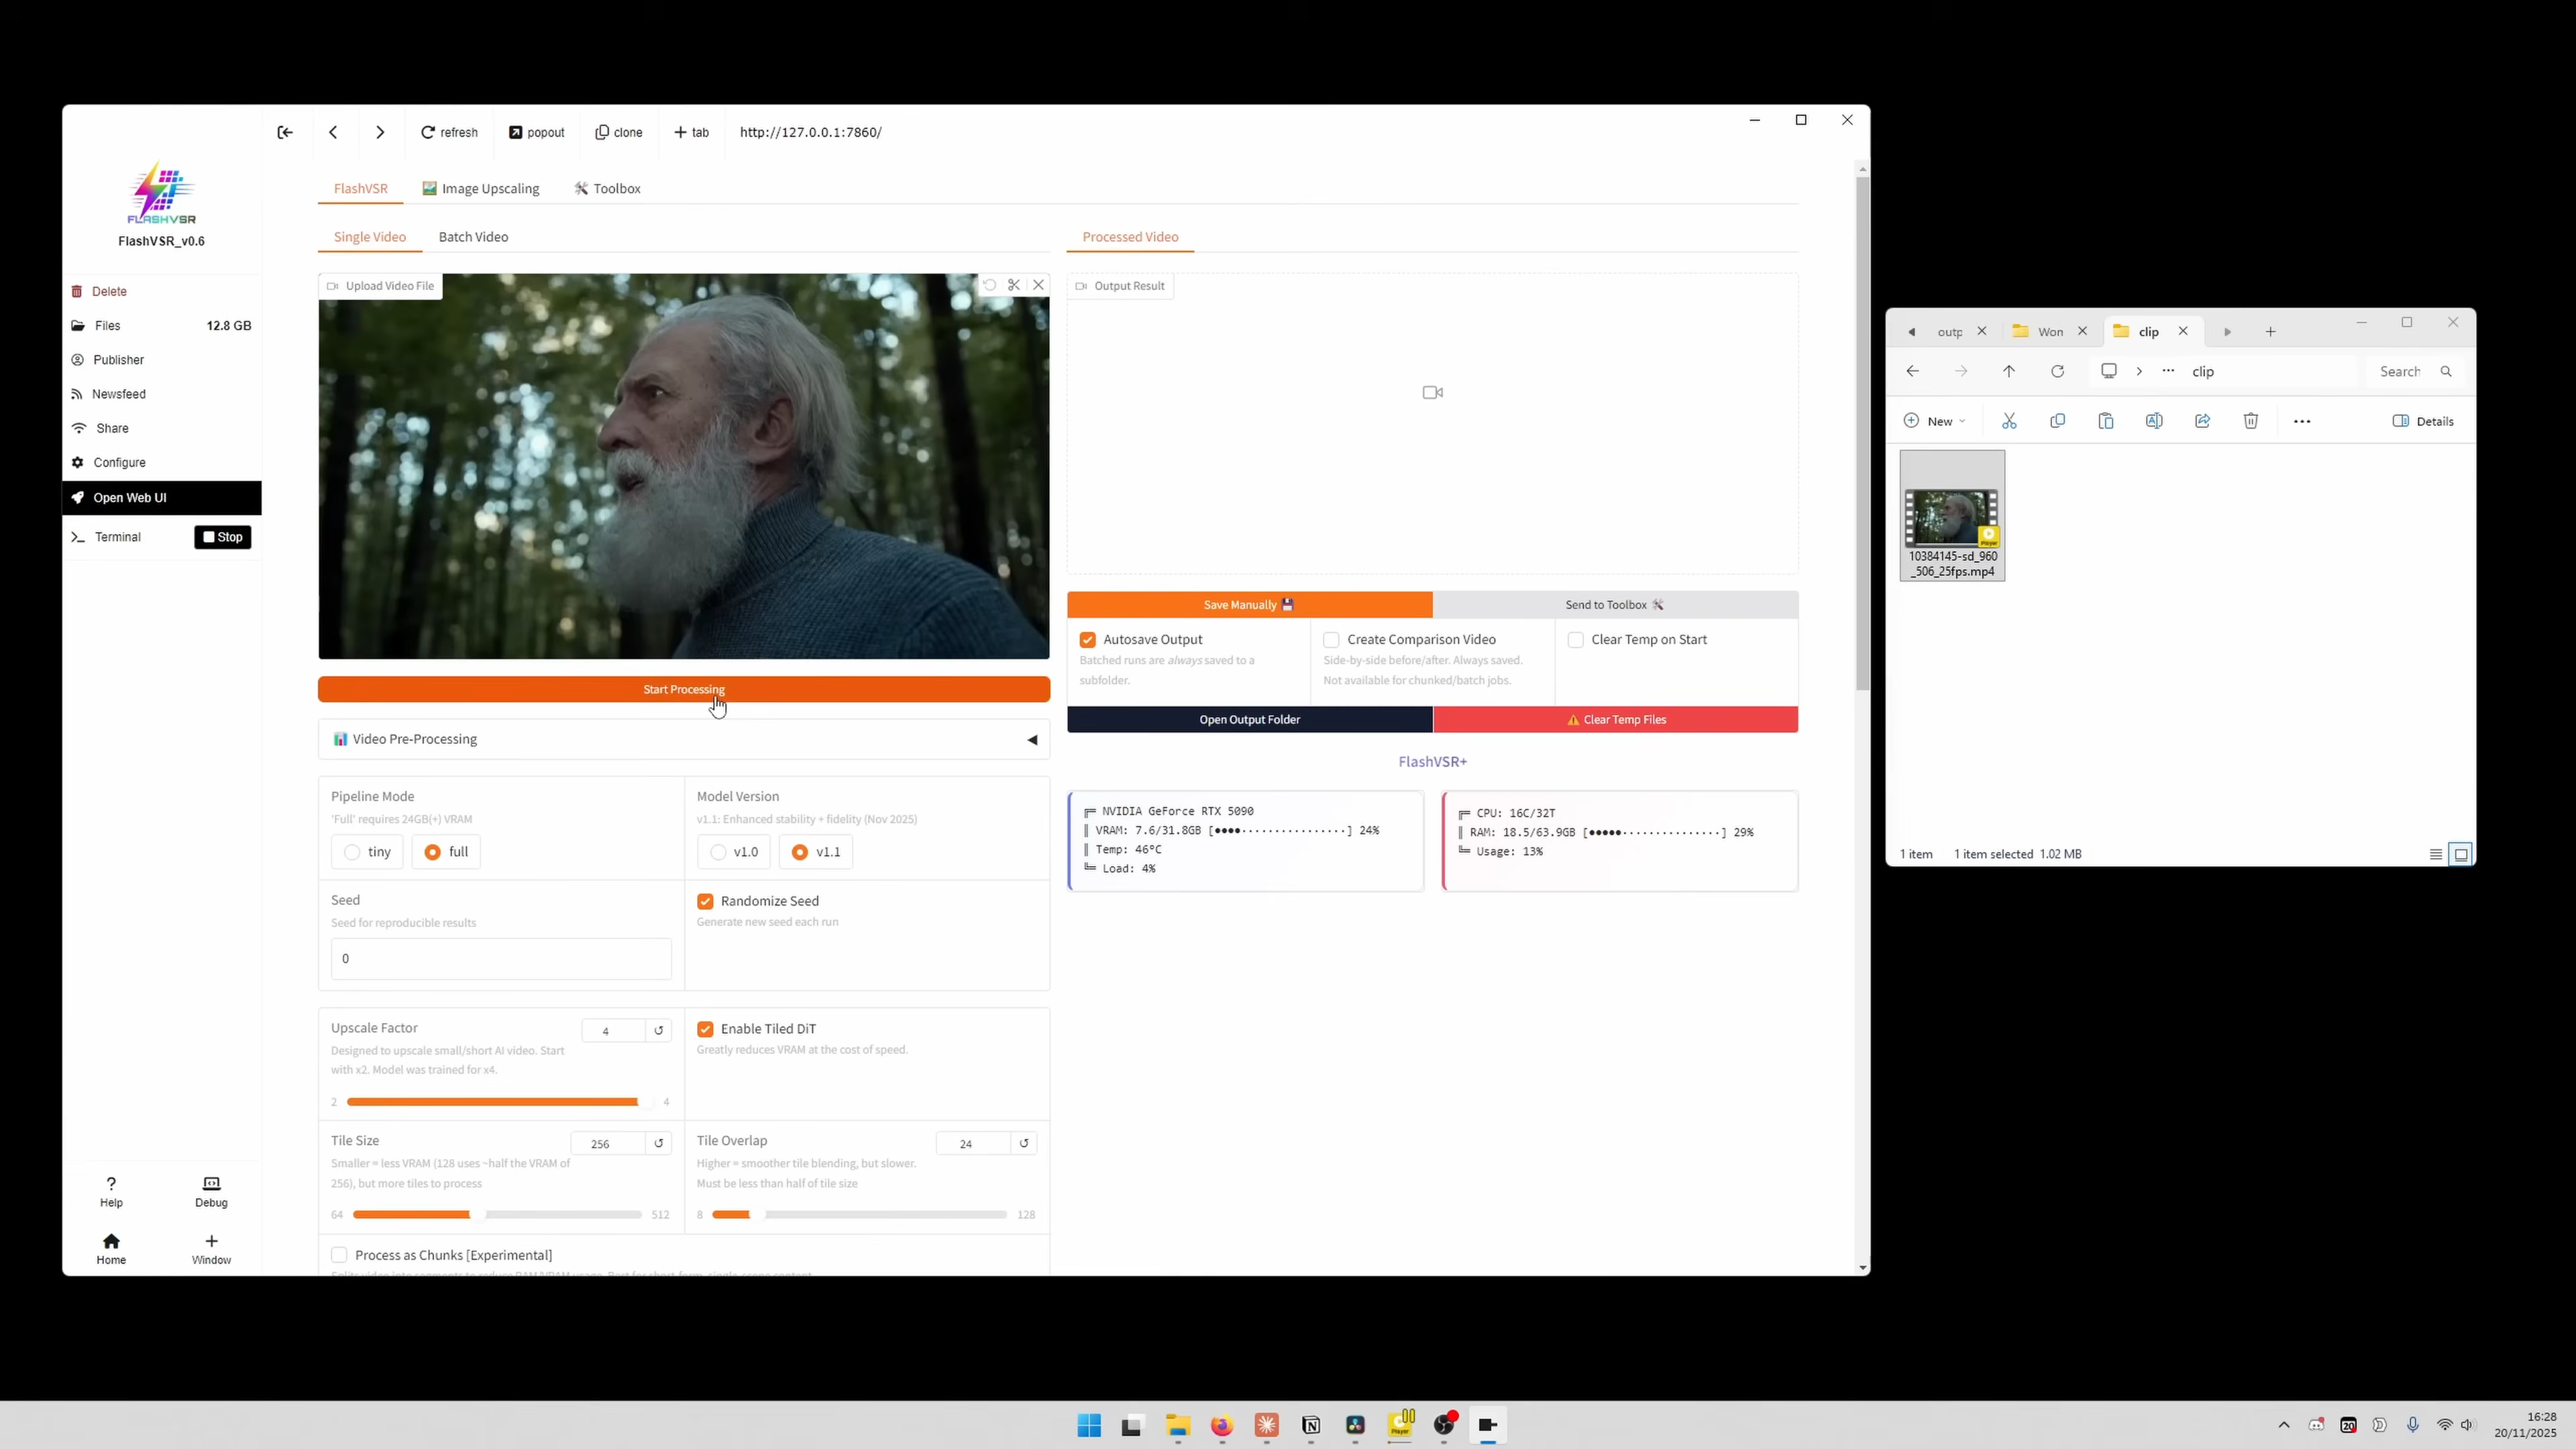 refresh
popout
clone
tab
http://127.0.0.1:7860/
FLASHVSR
FlashVSR_v0.6
Delete
Files 12.8 GB
Publisher
Newsfeed
Share
Configure
Open Web UI
Terminal Stop
? Help
Debug
Home
Window
FlashVSR Image Upscaling Toolbox
Single Video Batch Video
Upload Video File
Start Processing
Video Pre-Processing
Pipeline Mode
'Full' requires 24GB(+) VRAM
tiny full
Model Version
v1.1: Enhanced stability + fidelity (Nov 2025)
v1.0 v1.1
Seed
Seed for reproducible results
0
Randomize Seed
Generate new seed each run
Upscale Factor 4
Designed to upscale small/short AI video. Start
with x2. Model was trained for x4.
2 4
Enable Tiled DiT
Greatly reduces VRAM at the cost of speed.
Tile Size 256
Smaller = less VRAM (128 uses ~half the VRAM of
256), but more tiles to process
64 512
Tile Overlap 24
Higher = smoother tile blending, but slower.
Must be less than half of tile size
8 128
Process as Chunks [Experimental]
Processed Video
Output Result
Save Manually
Send to Toolbox
Autosave Output
Batched runs are always saved to a
subfolder.
Create Comparison Video
Side-by-side before/after. Always saved.
Not available for chunked/batch jobs.
Clear Temp on Start
Open Output Folder
Clear Temp Files
FlashVSR+
NVIDIA GeForce RTX 5090
VRAM: 7.6/31.8GB [●●●●················] 24%
Temp: 46°C
Load: 4%
CPU: 16C/32T
RAM: 18.5/63.9GB [●●●●●···············] 29%
Usage: 13%
outp
Won
clip
clip
Search
New
Details
Player
10384145-sd_960
_506_25fps.mp4
1 item 1 item selected 1.02 MB
Player
20
16:28
20/11/2025